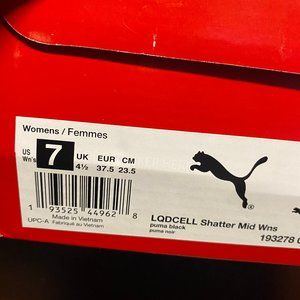 Womens / Femmes
US Wn's 7 UK 4½ EUR 37.5 CM 23.5
1 93525 44962 8
UPC-A Made in Vietnam
Fabriqué au Vietnam
LQDCELL Shatter Mid Wns
puma black
puma noir
193278